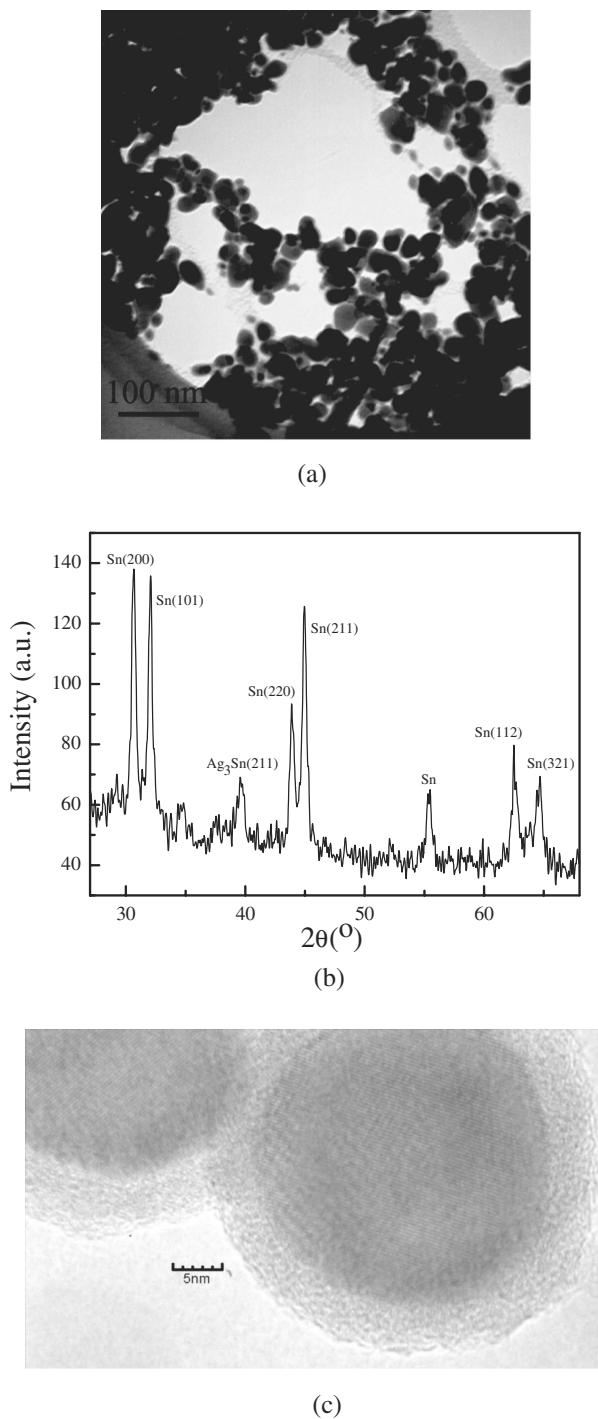 100 nm
(a)
140
120
100
80
60
40
Intensity (a.u.)
Sn(200)
Sn(101)
Sn(211)
Sn(220)
Ag3Sn(211)
Sn
Sn(112)
Sn(321)
30
40
50
60
2θ(O)
(b)
5nm
(c)